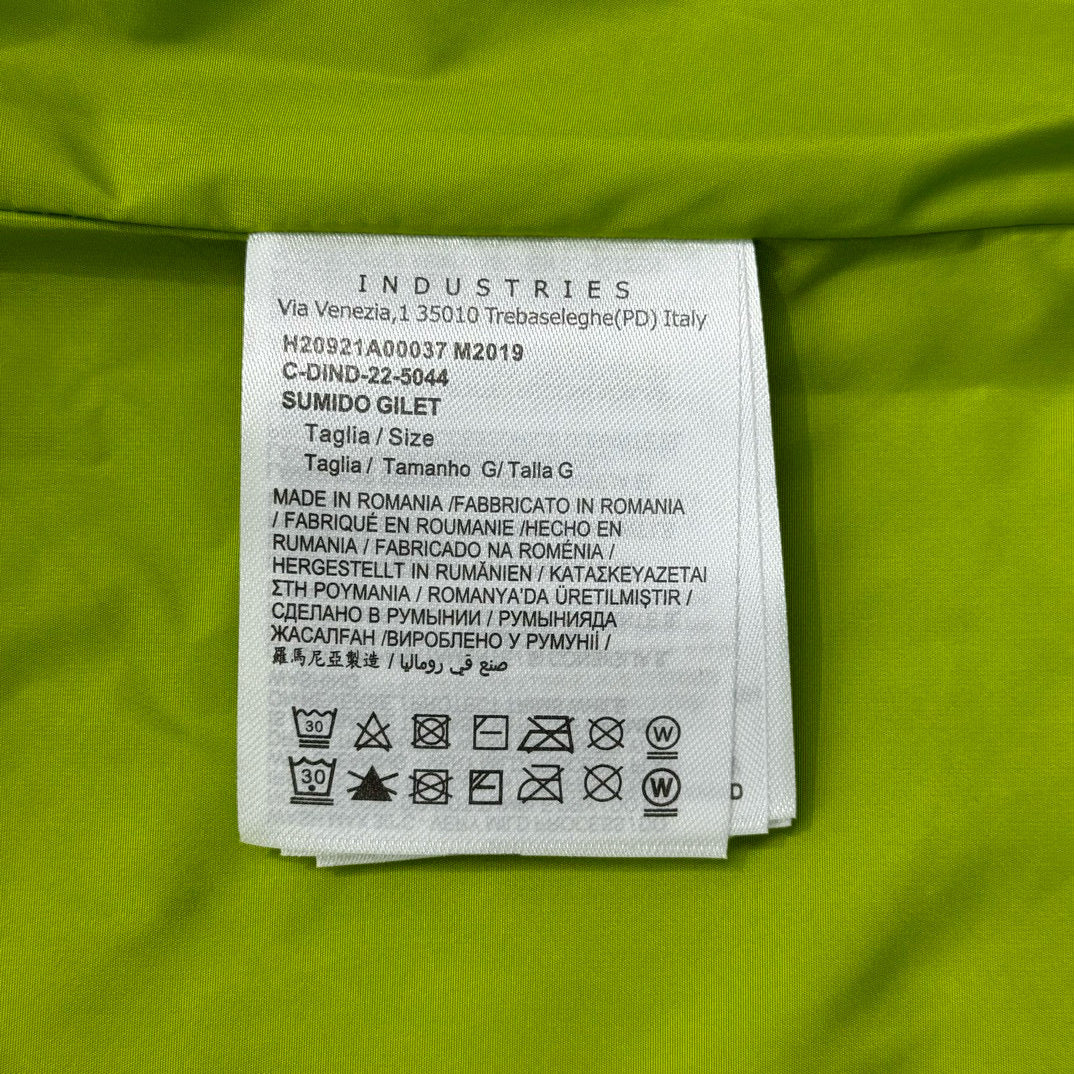 INDUSTRIES
Via Venezia,1 35010 Trebaseleghe(PD) Italy
H20921A00037 M2019
C-DIND-22-5044
SUMIDO GILET
Taglia / Size
Taglia / Tamanho G/ Talla G
MADE IN ROMANIA /FABBRICATO IN ROMANIA
/ FABRIQUÉ EN ROUMANIE /HECHO EN
RUMANIA / FABRICADO NA ROMÉNIA /
HERGESTELLT IN RUMĂNIEN / ΚΑΤΑΣΚΕΥΑΖΕΤΑΙ
ΣΤΗ ΡΟΥΜΑΝΙΑ / ROMANYA'DA ÜRETILMIŞTIR /
СДЕЛАНО В РУМЫНИИ / РУМЫНИЯДА
ЖАСАЛҒАН /ВИРОБЛЕНО У РУМУНІЇ /
羅馬尼亞製造 / صنع في رومانيا
30 W
30 W
D